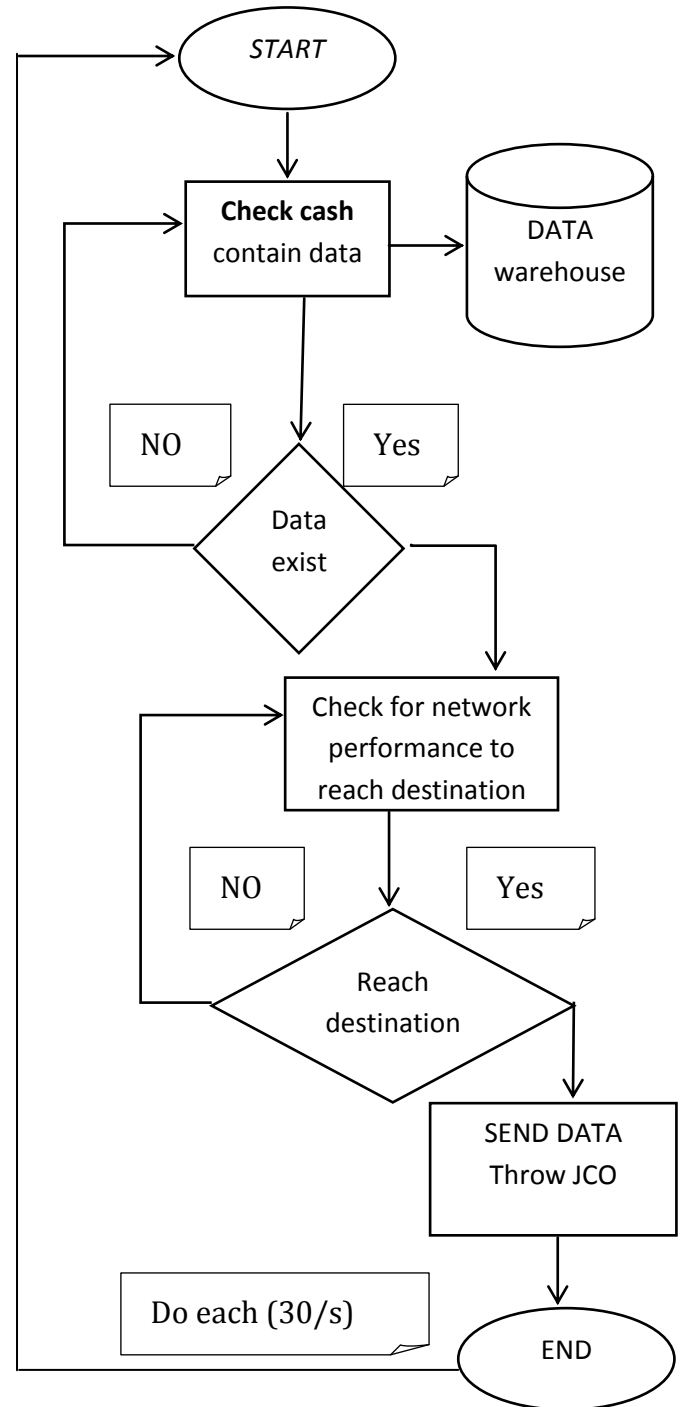 START
Check cash
contain data
DATA
warehouse
NO
Yes
Data
exist
Check for network
performance to
reach destination
NO
Yes
Reach
destination
SEND DATA
Throw JCO
Do each (30/s)
END